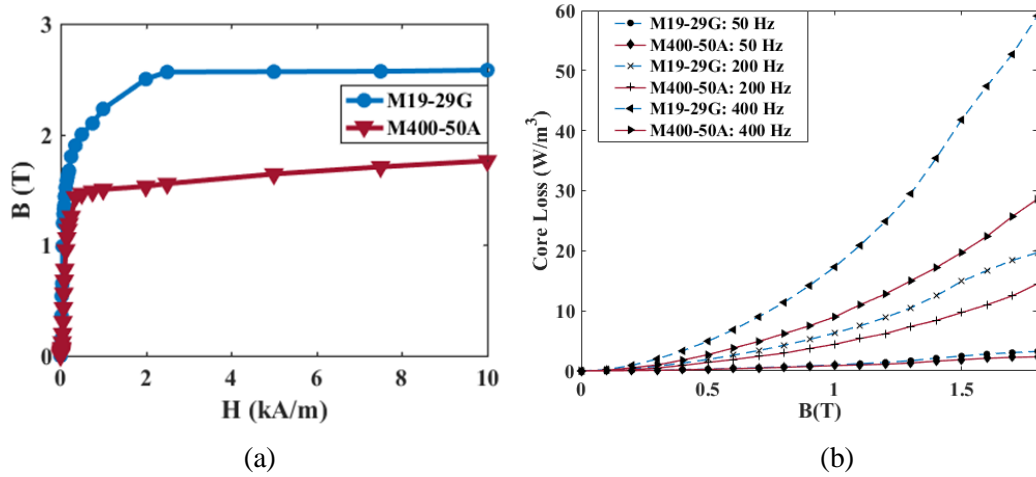 B (T)
3
2
1
0
M19-29G
M400-50A
0
2
4
6
8
10
H (kA/m)
(a)
Core Loss (W/m³)
60
50
40
30
20
10
0
M19-29G: 50 Hz
M400-50A: 50 Hz
M19-29G: 200 Hz
M400-50A: 200 Hz
M19-29G: 400 Hz
M400-50A: 400 Hz
0
0.5
1
1.5
B(T)
(b)